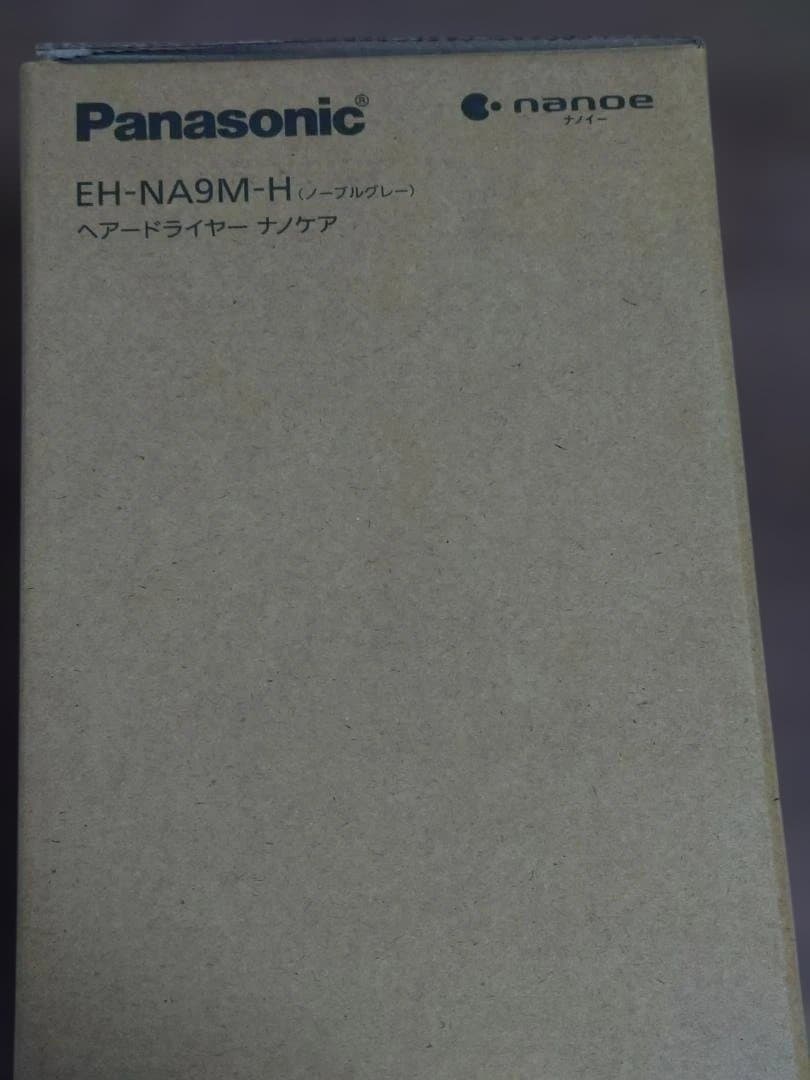 Panasonic®
nanoe
ナノイー
EH-NA9M-H(ノーブルグレー)
ヘアードライヤー ナノケア